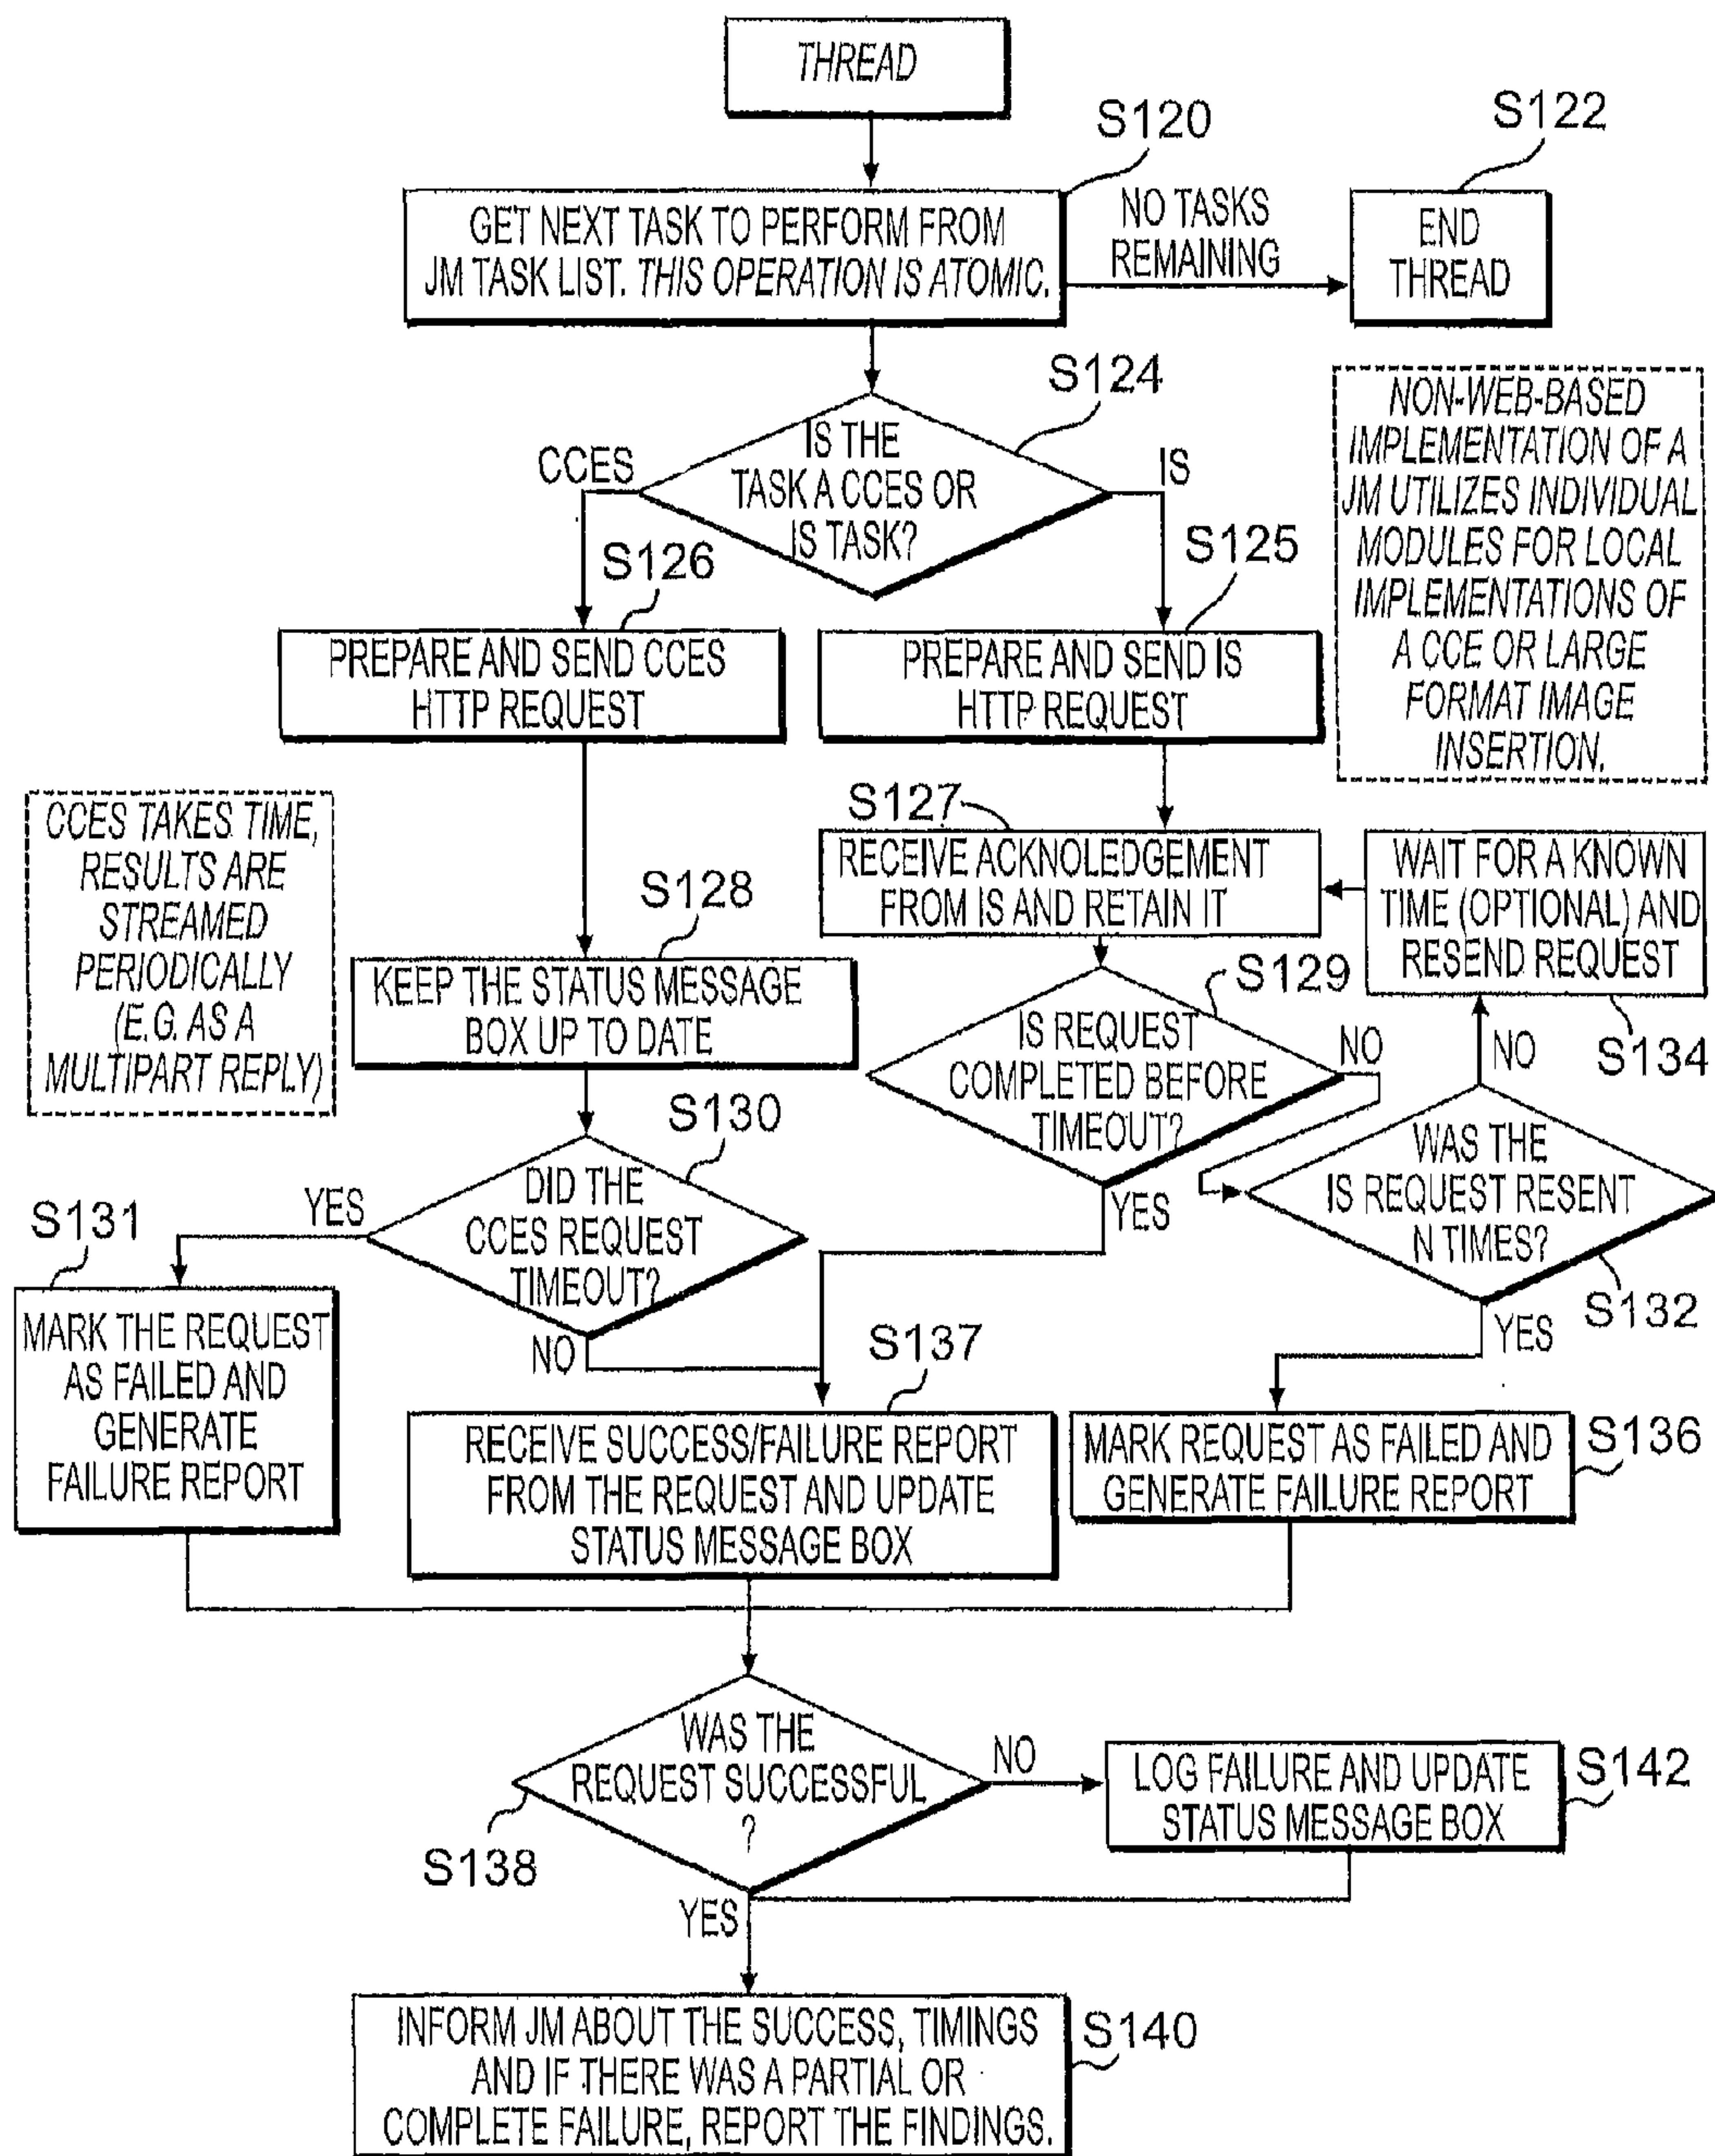 THREAD
S120
S122
GET NEXT TASK TO PERFORM FROM
JM TASK LIST. THIS OPERATION IS ATOMIC.
NO TASKS
REMAINING
END
THREAD
S124
IS THE
TASK A CCES OR
IS TASK?
CCES
IS
NON-WEB-BASED
IMPLEMENTATION OF A
JM UTILIZES INDIVIDUAL
MODULES FOR LOCAL
IMPLEMENTATIONS OF
A CCE OR LARGE
FORMAT IMAGE
INSERTION.
S126
S125
PREPARE AND SEND CCES
HTTP REQUEST
PREPARE AND SEND IS
HTTP REQUEST
CCES TAKES TIME,
RESULTS ARE
STREAMED
PERIODICALLY
(E.G. AS A
MULTIPART REPLY)
S127
RECEIVE ACKNOLEDGEMENT
FROM IS AND RETAIN IT
WAIT FOR A KNOWN
TIME (OPTIONAL) AND
RESEND REQUEST
S134
S128
KEEP THE STATUS MESSAGE
BOX UP TO DATE
S129
IS REQUEST
COMPLETED BEFORE
TIMEOUT?
NO
NO
YES
S130
DID THE
CCES REQUEST
TIMEOUT?
YES
NO
WAS THE
IS REQUEST RESENT
N TIMES?
S132
YES
S131
MARK THE REQUEST
AS FAILED AND
GENERATE
FAILURE REPORT
S137
RECEIVE SUCCESS/FAILURE REPORT
FROM THE REQUEST AND UPDATE
STATUS MESSAGE BOX
MARK REQUEST AS FAILED AND
GENERATE FAILURE REPORT
S136
WAS THE
REQUEST SUCCESSFUL
?
S138
NO
YES
LOG FAILURE AND UPDATE
STATUS MESSAGE BOX
S142
INFORM JM ABOUT THE SUCCESS, TIMINGS
AND IF THERE WAS A PARTIAL OR
COMPLETE FAILURE, REPORT THE FINDINGS.
S140